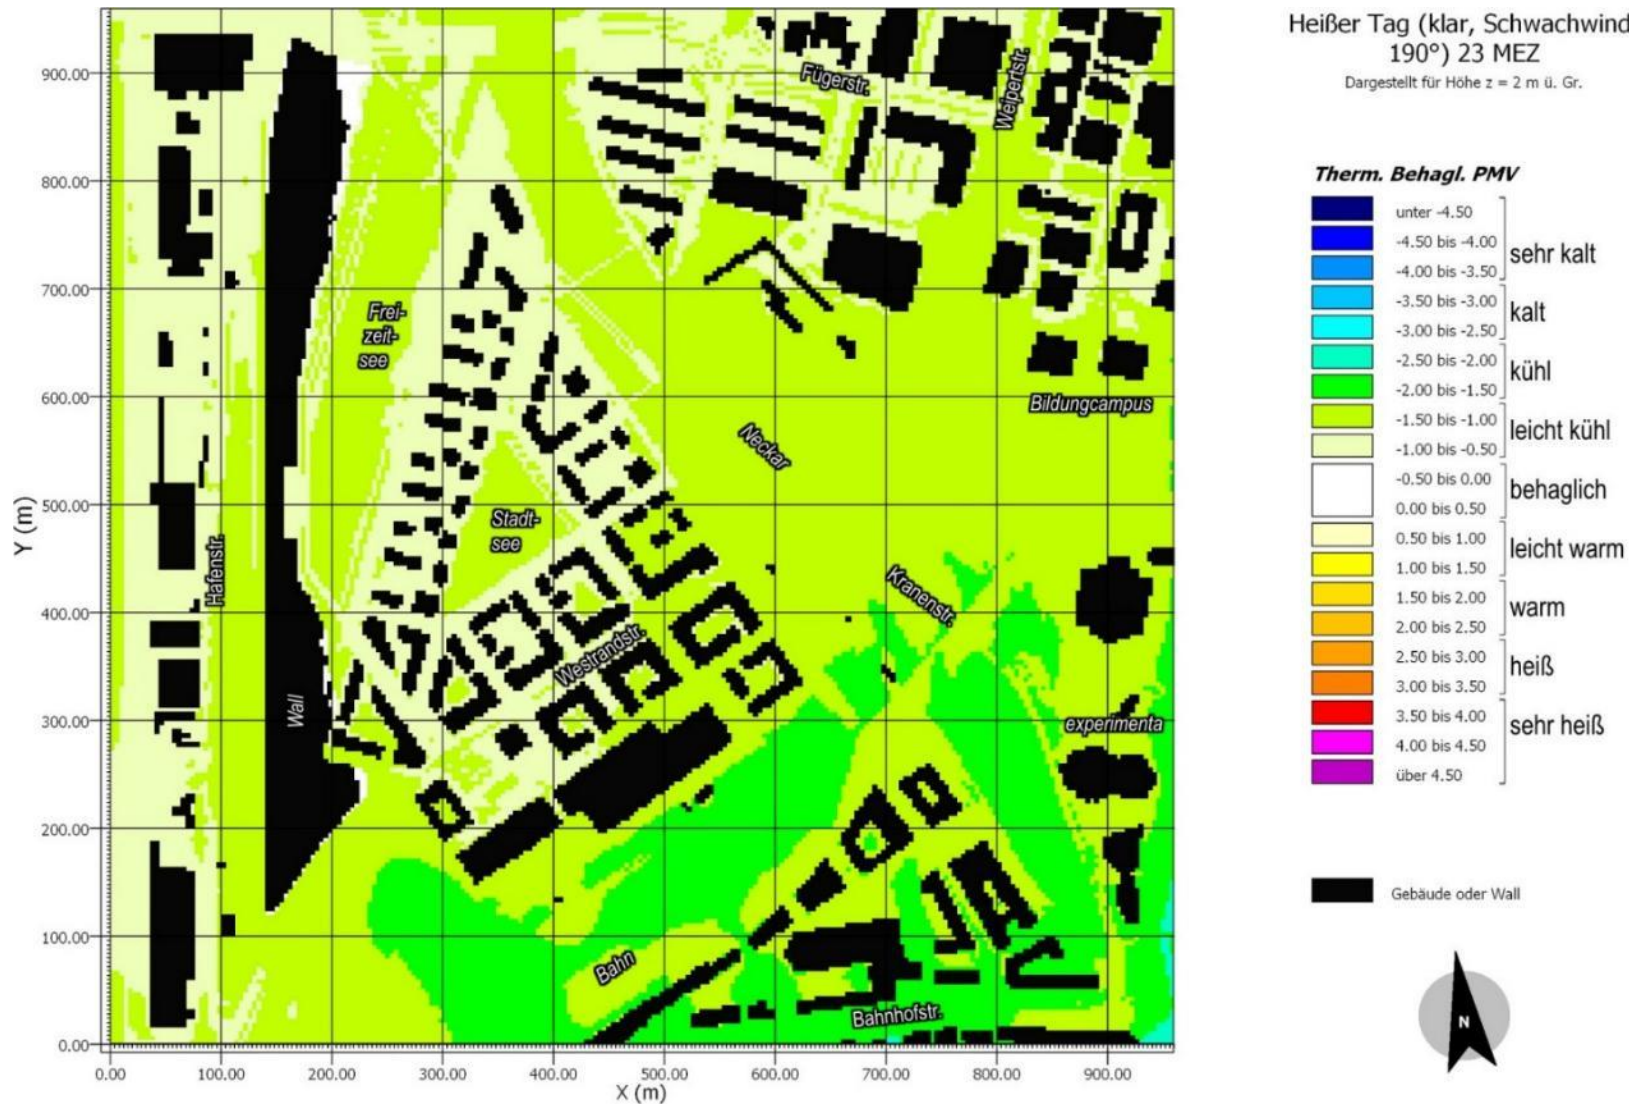 Heißer Tag (klar, Schwachwind
190°) 23 MEZ
Dargestellt für Höhe z = 2 m ü. Gr.
Therm. Behagl. PMV
unter -4.50
-4.50 bis -4.00
-4.00 bis -3.50
sehr kalt
-3.50 bis -3.00
-3.00 bis -2.50
kalt
-2.50 bis -2.00
-2.00 bis -1.50
kühl
-1.50 bis -1.00
-1.00 bis -0.50
leicht kühl
-0.50 bis 0.00
0.00 bis 0.50
behaglich
0.50 bis 1.00
1.00 bis 1.50
leicht warm
1.50 bis 2.00
2.00 bis 2.50
warm
2.50 bis 3.00
3.00 bis 3.50
heiß
3.50 bis 4.00
4.00 bis 4.50
über 4.50
sehr heiß
Gebäude oder Wall
N
Fügerstr.
Weipertstr.
Frei-
zeit-
see
Bildungcampus
Neckar
Stadt-
see
Hafenstr.
Kranenstr.
Westrandstr.
Wall
experimenta
Bahn
Bahnhofstr.
Y (m)
900.00
800.00
700.00
600.00
500.00
400.00
300.00
200.00
100.00
0.00
0.00 100.00 200.00 300.00 400.00 500.00 600.00 700.00 800.00 900.00
X (m)